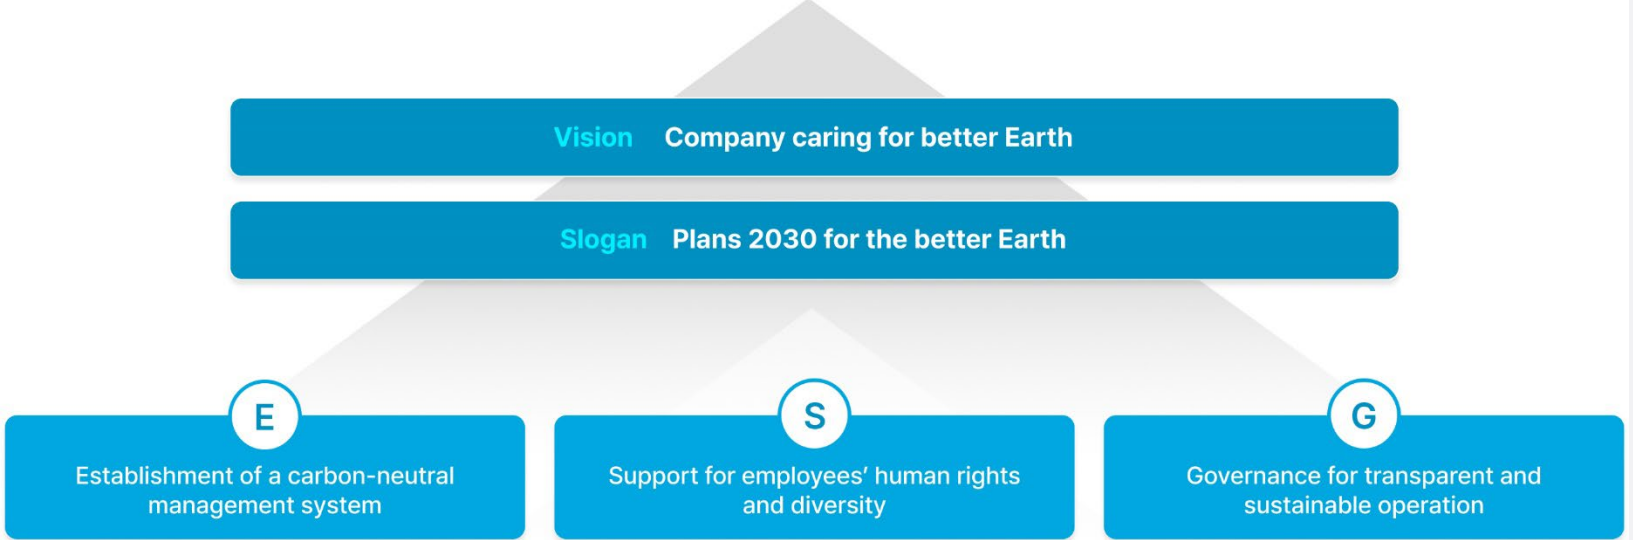 Vision Company caring for better Earth
Slogan Plans 2030 for the better Earth
E
Establishment of a carbon-neutral
management system
S
Support for employees’ human rights
and diversity
G
Governance for transparent and
sustainable operation